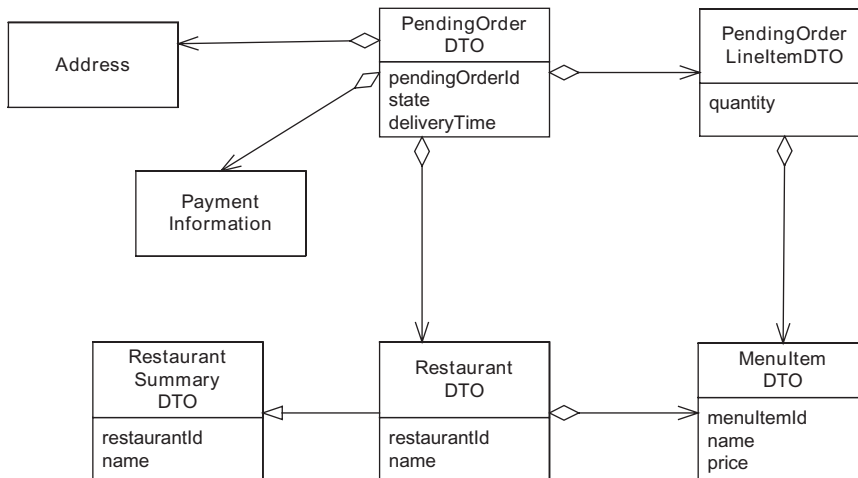 Address
PendingOrder
DTO
pendingOrderId
state
deliveryTime
PendingOrder
LineItemDTO
quantity
Payment
Information
Restaurant
Summary
DTO
restaurantId
name
Restaurant
DTO
restaurantId
name
MenuItem
DTO
menuItemId
name
price